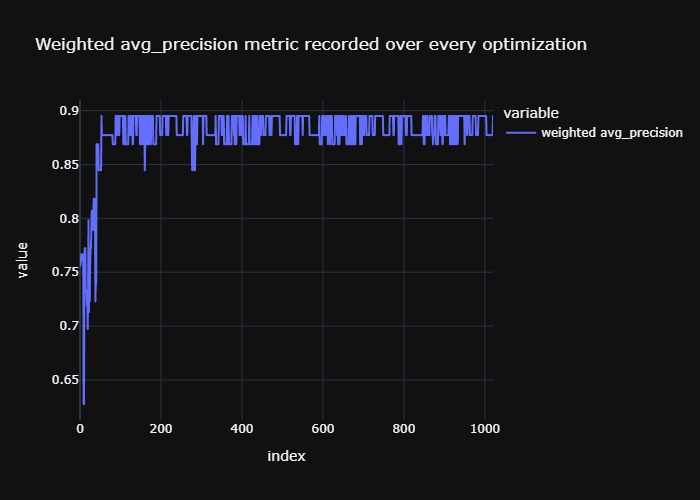 Weighted avg_precision metric recorded over every optimization
variable
weighted avg_precision
value
0.9
0.85
0.8
0.75
0.7
0.65
0 200 400 600 800 1000
index